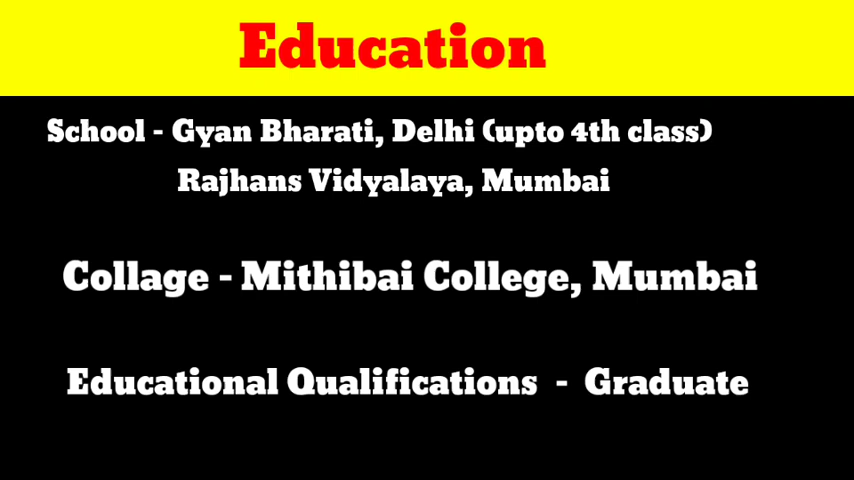 Education
School - Gyan Bharati, Delhi (upto 4th class)
Rajhans Vidyalaya, Mumbai
Collage - Mithibai College, Mumbai
Educational Qualifications - Graduate